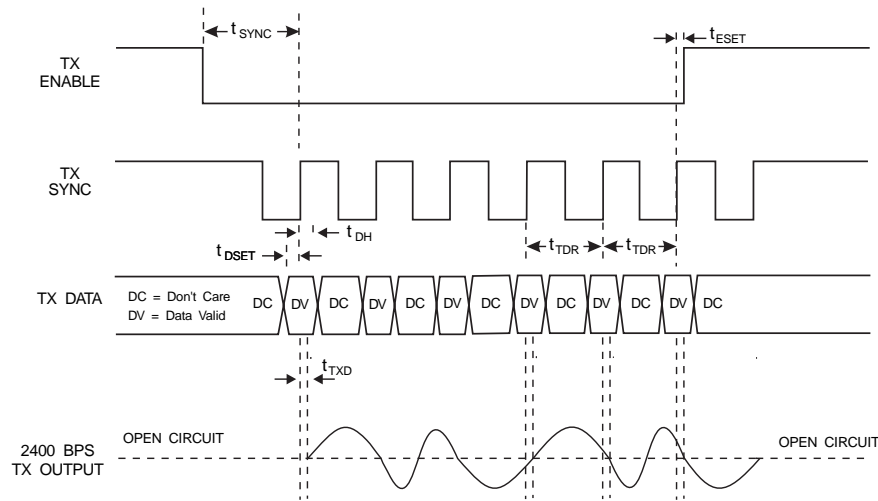 tSYNC
tESET
TX
ENABLE
TX
SYNC
tDH
tDSET
tTDR tTDR
TX DATA
DC = Don't Care
DV = Data Valid
DC DV DC DV DC DV DC DV DC DV DC DV DC
tTXD
2400 BPS
TX OUTPUT
OPEN CIRCUIT
OPEN CIRCUIT